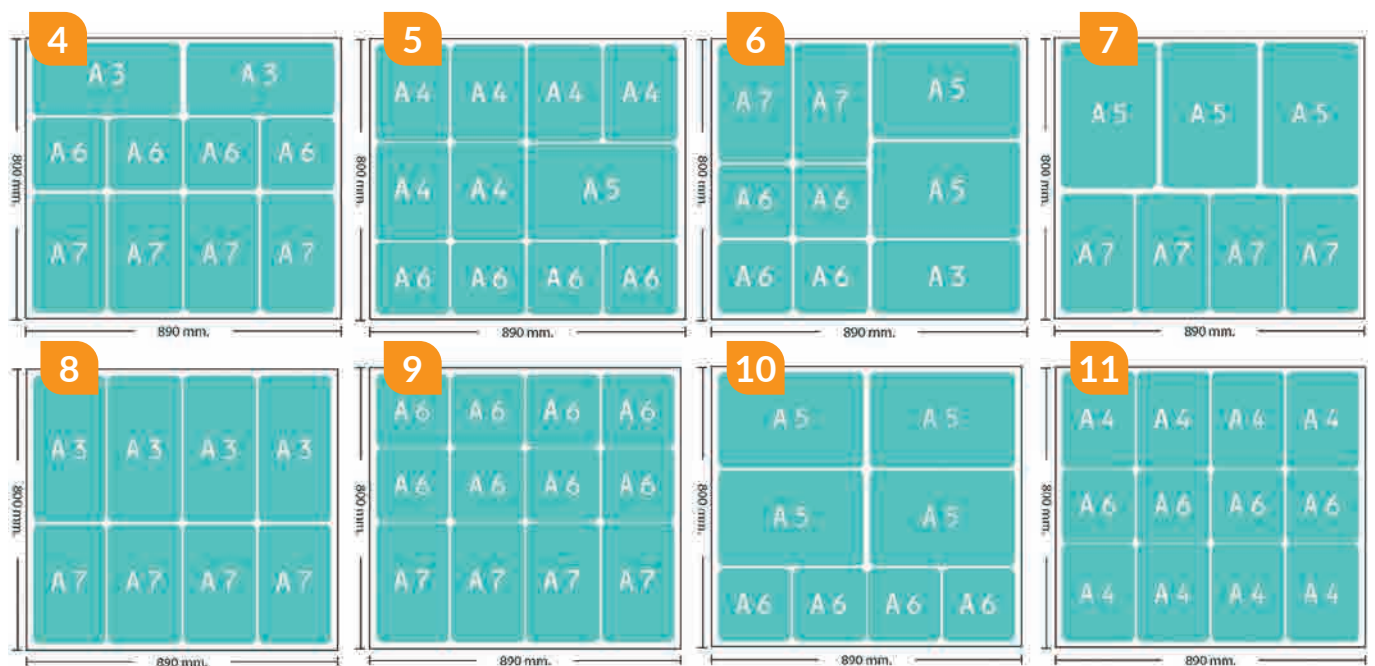 4 5 6 7
A3 A3
A6 A6 A6 A6
A7 A7 A7 A7
800 mm.
890 mm.
A4 A4 A4 A4
A4 A4 A5
A6 A6 A6 A6
800 mm.
890 mm.
A7 A7 A5
A6 A6 A5
A6 A6 A3
800 mm.
890 mm.
A5 A5 A5
A7 A7 A7 A7
800 mm.
890 mm.
8 9 10 11
A3 A3 A3 A3
A7 A7 A7 A7
800 mm.
890 mm.
A6 A6 A6 A6
A6 A6 A6 A6
A7 A7 A7 A7
800 mm.
890 mm.
A5 A5
A5 A5
A6 A6 A6 A6
800 mm.
890 mm.
A4 A4 A4 A4
A6 A6 A6 A6
A4 A4 A4 A4
800 mm.
890 mm.